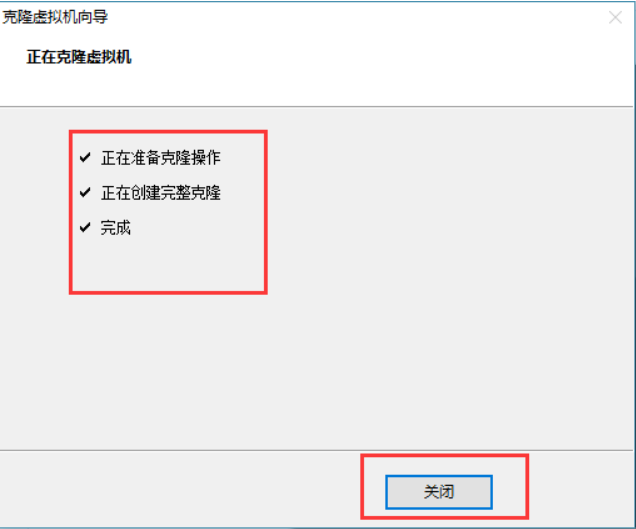 克隆虚拟机向导
正在克隆虚拟机
正在准备克隆操作
正在创建完整克隆
完成
关闭